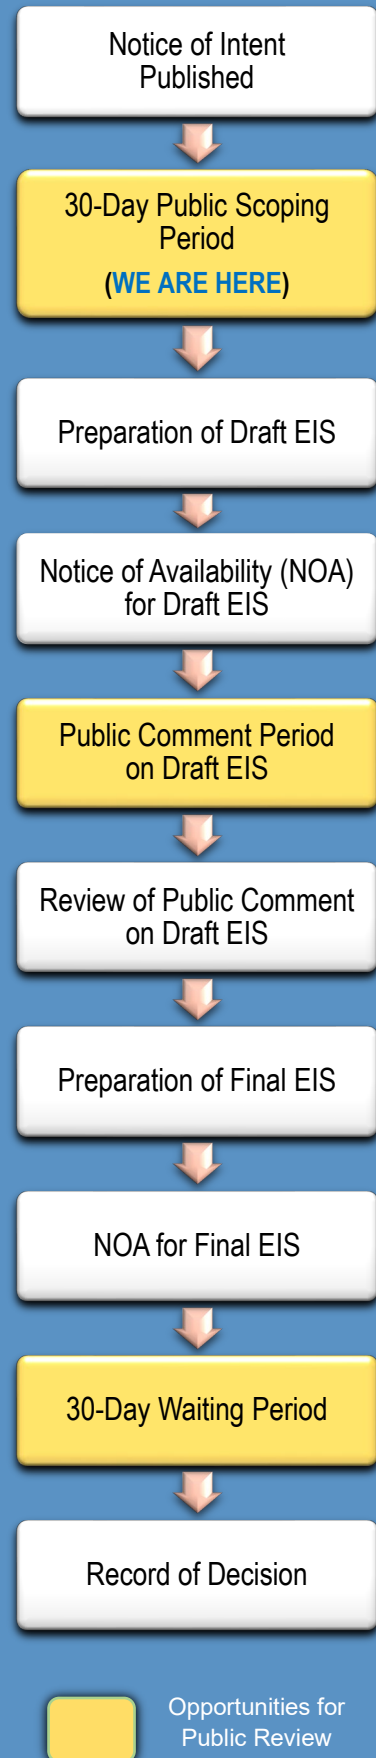 Notice of Intent
Published
30-Day Public Scoping
Period
(WE ARE HERE)
Preparation of Draft EIS
Notice of Availability (NOA)
for Draft EIS
Public Comment Period
on Draft EIS
Review of Public Comment
on Draft EIS
Preparation of Final EIS
NOA for Final EIS
30-Day Waiting Period
Record of Decision
Opportunities for
Public Review